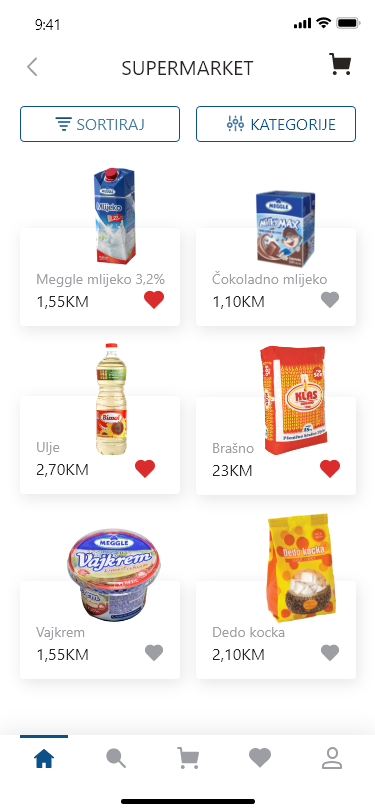 9:41
SUPERMARKET
SORTIRAJ
KATEGORIJE
MEGGLE
Mlijeko
MEGGLE
Meggle mlijeko 3,2%
1,55KM
Čokoladno mlijeko
1,10KM
Bimal
KLAS
Ulje
2,70KM
Brašno
23KM
MEGGLE
Vajkrem
Dedo kocka
Vajkrem
1,55KM
Dedo kocka
2,10KM